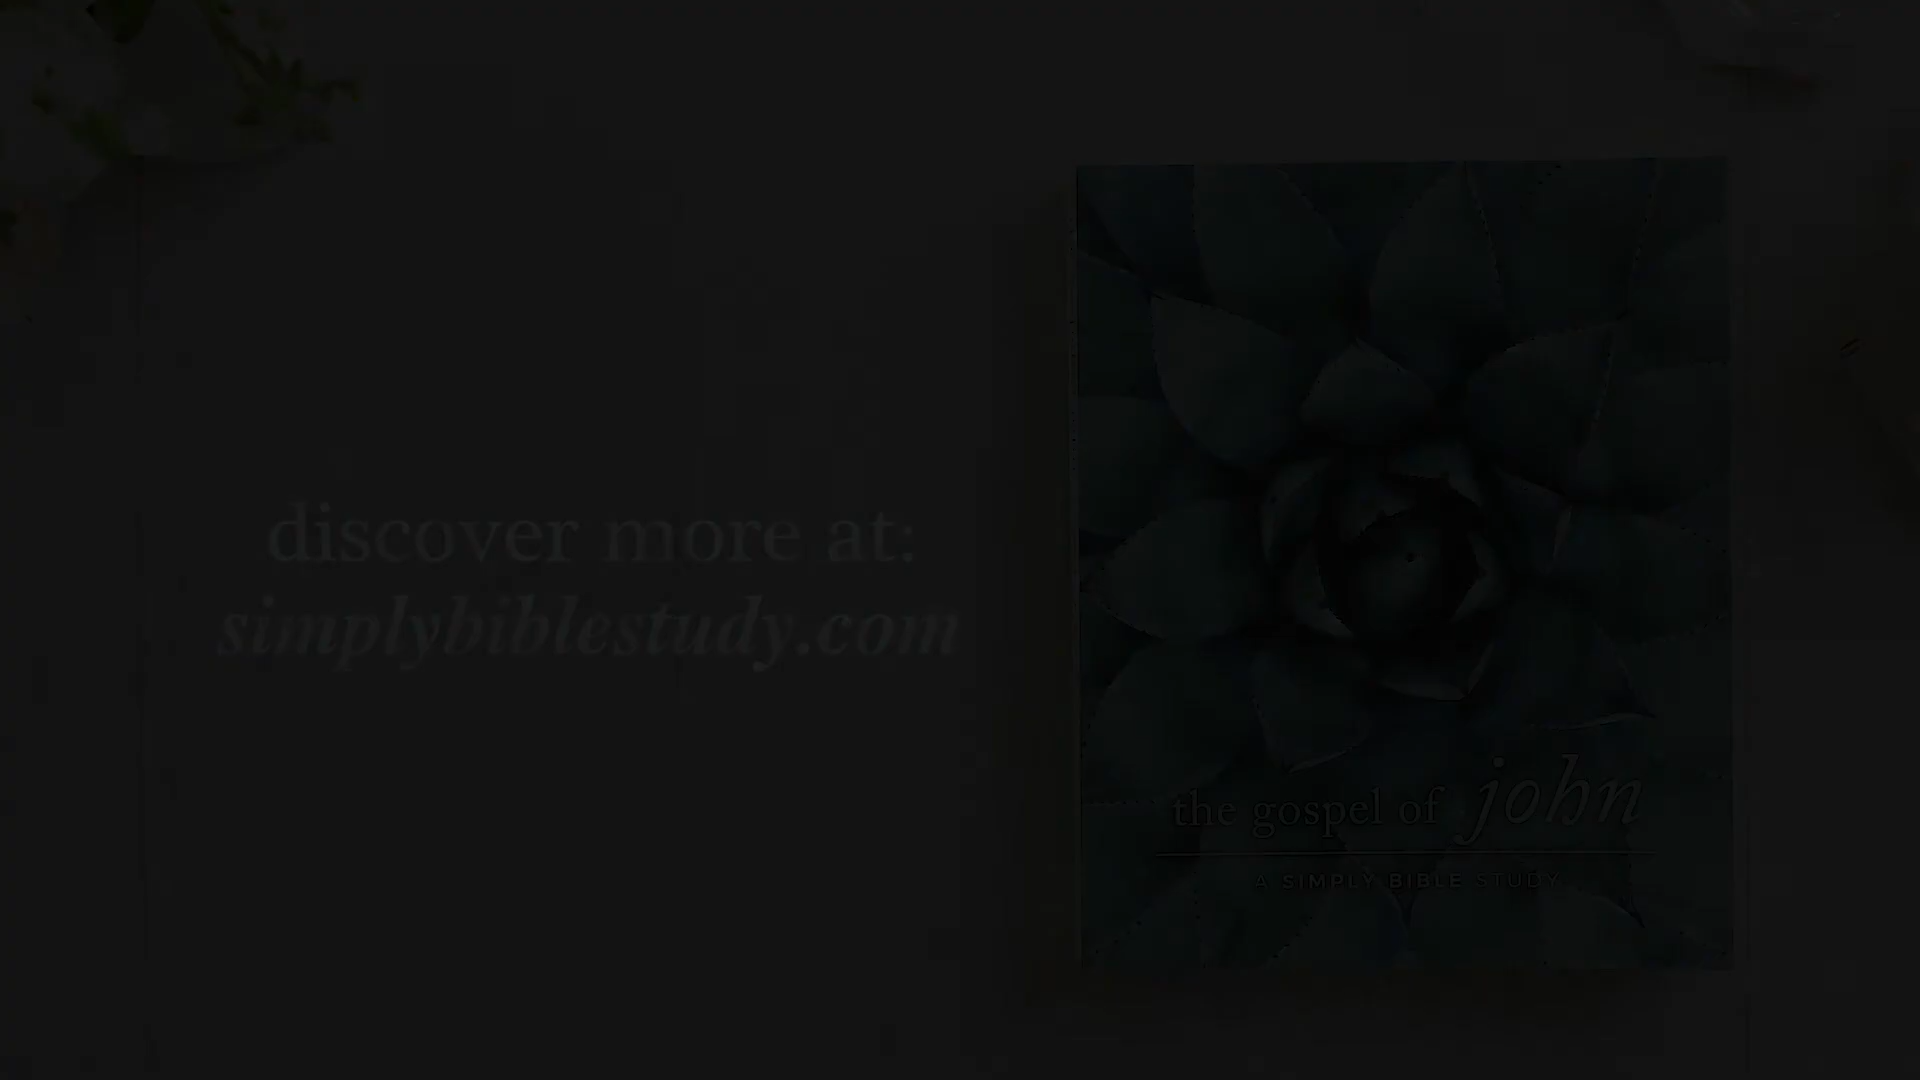 discover more at:
simplybiblestudy.com
the gospel of john
A SIMPLY BIBLE STUDY